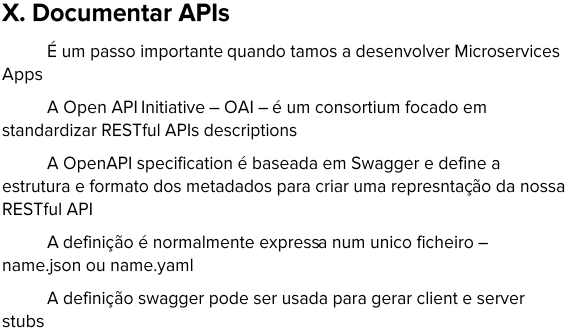 X. Documentar APIs
É um passo importante quando tamos a desenvolver Microservices
Apps
A Open API Initiative – OAI – é um consortium focado em
standardizar RESTful APIs descriptions
A OpenAPI specification é baseada em Swagger e define a
estrutura e formato dos metadados para criar uma represntação da nossa
RESTful API
A definição é normalmente expressa num unico ficheiro –
name.json ou name.yaml
A definição swagger pode ser usada para gerar client e server
stubs